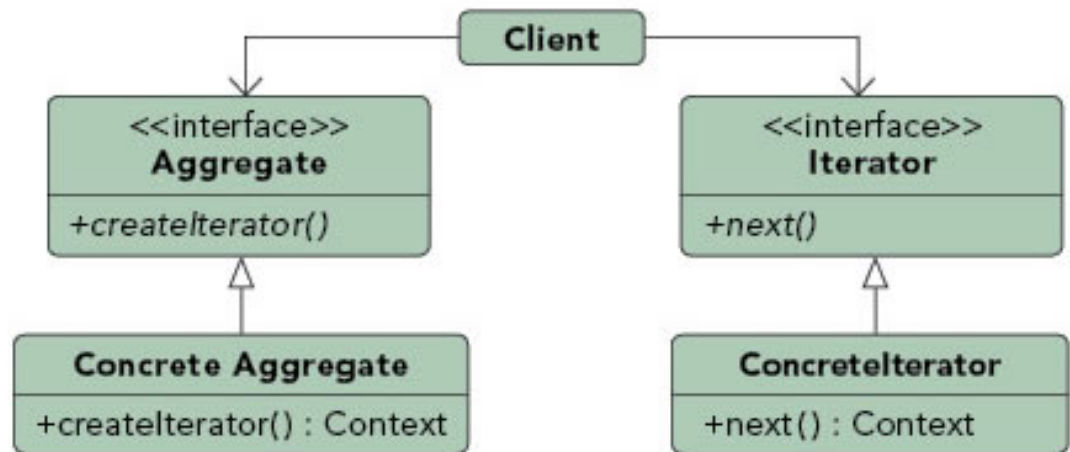 Client
<<interface>>
Aggregate
+createIterator()
<<interface>>
Iterator
+next()
Concrete Aggregate
+createIterator() : Context
ConcreteIterator
+next() : Context